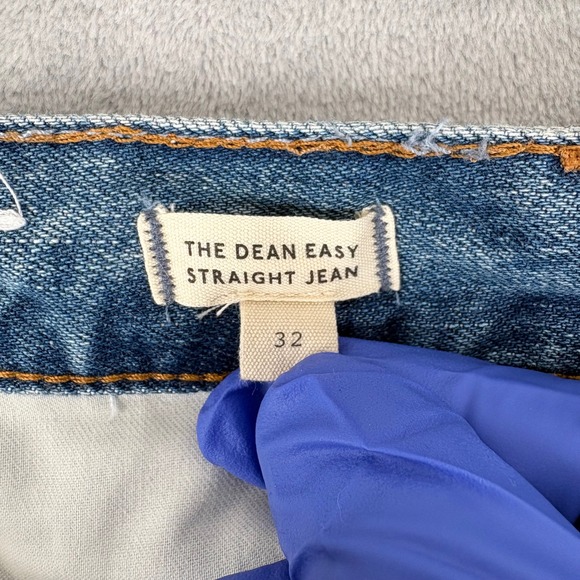 THE DEAN EASY
STRAIGHT JEAN
32